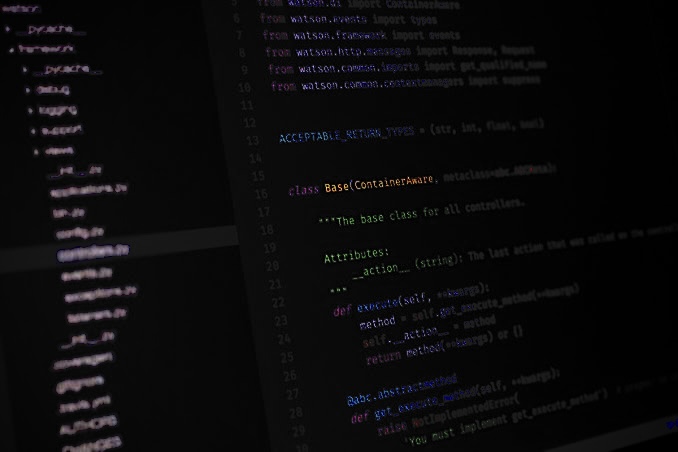 watson
__pycache__
framework
__pycache__
debug
logging
support
views
__init__.py
applications.py
config.py
controllers.py
events.py
exceptions.py
listeners.py
__init__.py
.coveragerc
.gitignore
.travis.yml
AUTHORS
CHANGES
5 from watson.di import ContainerAware
6 from watson.events import types
7 from watson.framework import events
8 from watson.http.messages import Response, Request
9 from watson.common.imports import get_qualified_name
10 from watson.common.contextmanagers import suppress
11
12
13 ACCEPTABLE_RETURN_TYPES = (str, int, float, bool)
14
15
16 class Base(ContainerAware, metaclass=abc.ABCMeta):
17
18 """The base class for all controllers.
19
20 Attributes:
21 __action__ (string): The last action that was called on the
22 """
23 def execute(self, **kwargs):
24 method = self.get_execute_method(**kwargs)
25 self.__action__ = method
26 return method(**kwargs) or {}
27
28 @abc.abstractmethod
29 def get_execute_method(self, **kwargs):
raise NotImplementedError(
'You must implement get_execute_method')